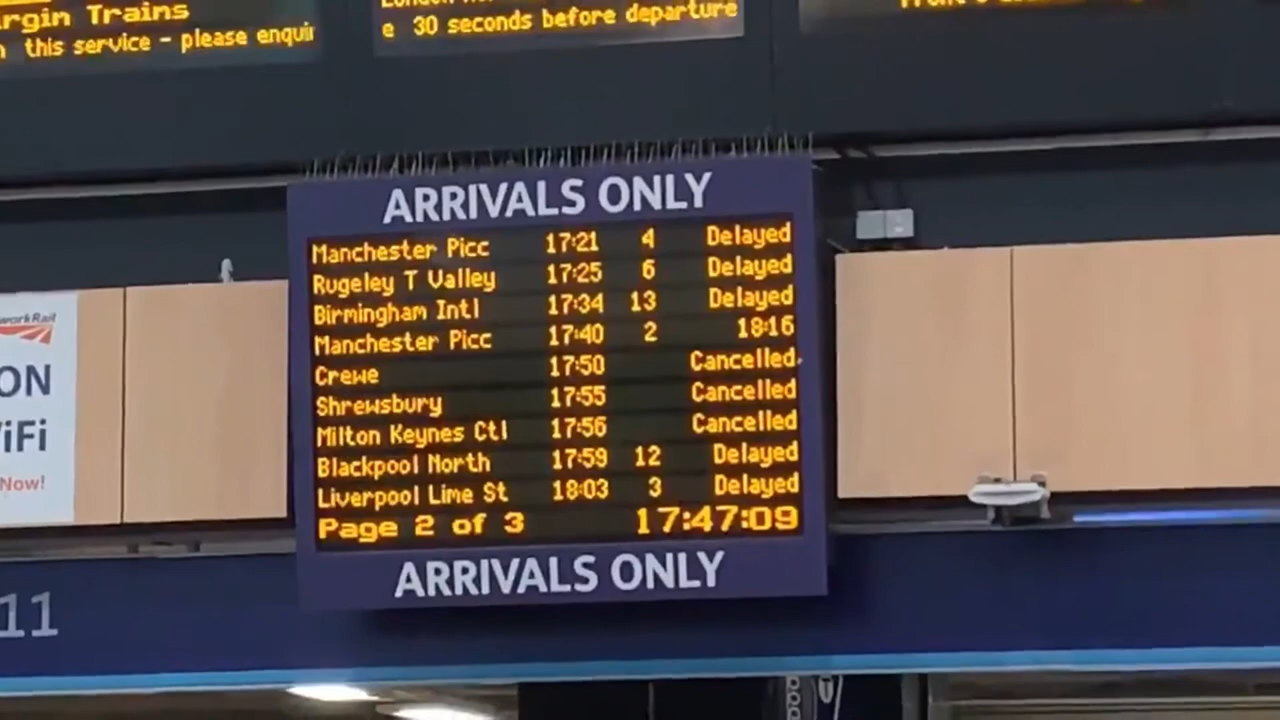 rgin Trains
this service - please enquir
e 30 seconds before departure
ARRIVALS ONLY
Manchester Picc 17:21 4 Delayed
Rugeley T Valley 17:25 6 Delayed
Birmingham Intl 17:34 13 Delayed
Manchester Picc 17:40 2 18:16
Crewe 17:50 Cancelled
Shrewsbury 17:55 Cancelled
Milton Keynes Ctl 17:56 Cancelled
Blackpool North 17:59 12 Delayed
Liverpool Lime St 18:03 3 Delayed
Page 2 of 3 17:47:09
ARRIVALS ONLY
workRail
ON
iFi
Now!
11